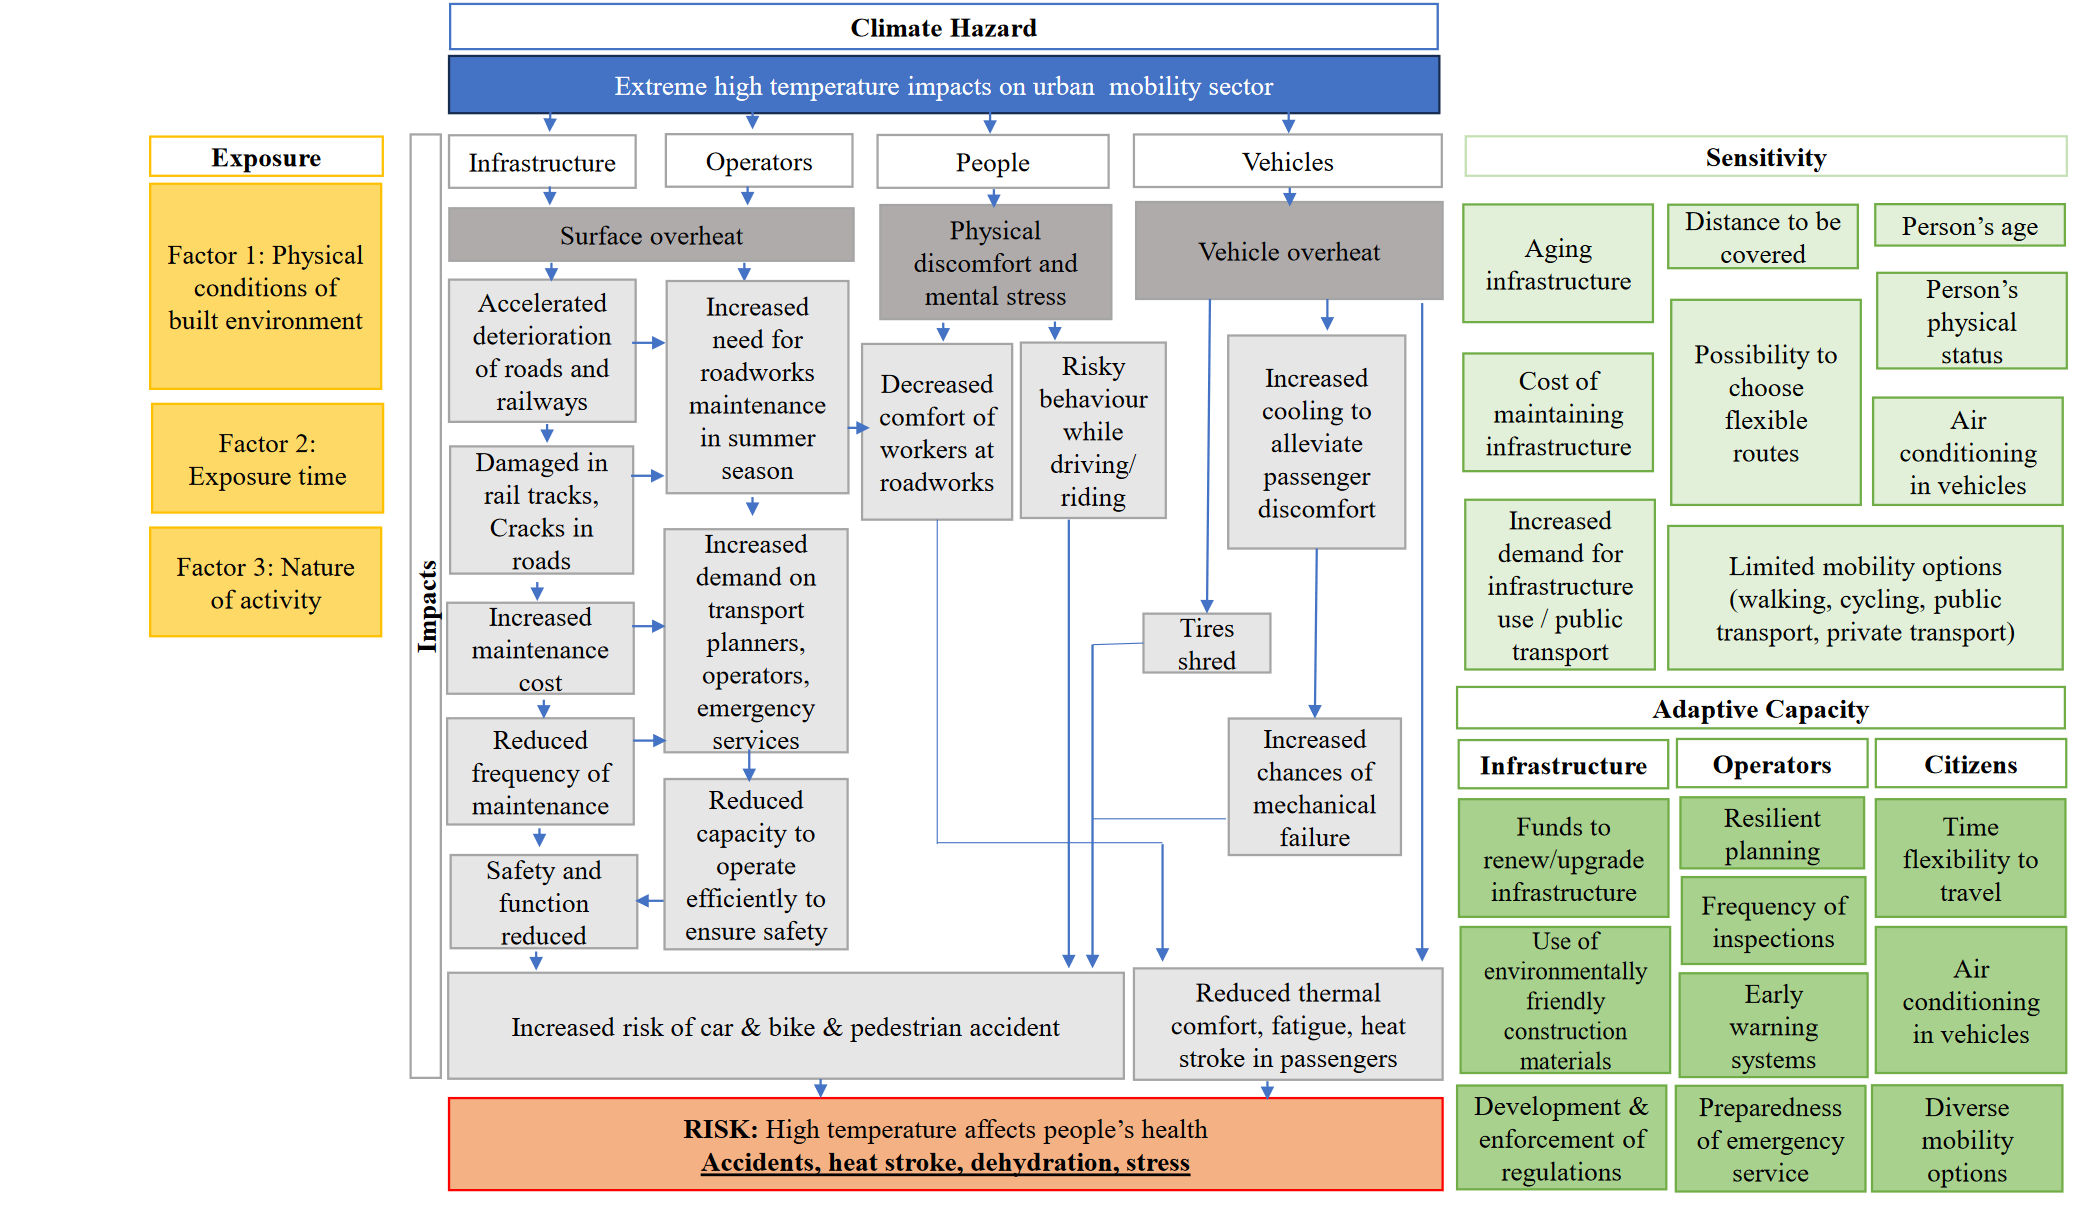 Climate Hazard
Extreme high temperature impacts on urban  mobility sector
Exposure
Factor 1: Physical
conditions of
built environment
Factor 2:
Exposure time
Factor 3: Nature
of activity
Impacts
Infrastructure
Operators
People
Vehicles
Surface overheat
Physical
discomfort and
mental stress
Vehicle overheat
Accelerated
deterioration
of roads and
railways
Damaged in
rail tracks,
Cracks in
roads
Increased
maintenance
cost
Reduced
frequency of
maintenance
Safety and
function
reduced
Increased
need for
roadworks
maintenance
in summer
season
Increased
demand on
transport
planners,
operators,
emergency
services
Reduced
capacity to
operate
efficiently to
ensure safety
Decreased
comfort of
workers at
roadworks
Risky
behaviour
while
driving/
riding
Increased
cooling to
alleviate
passenger
discomfort
Tires
shred
Increased
chances of
mechanical
failure
Increased risk of car & bike & pedestrian accident
Reduced thermal
comfort, fatigue, heat
stroke in passengers
RISK: High temperature affects people’s health
Accidents, heat stroke, dehydration, stress
Sensitivity
Aging
infrastructure
Cost of
maintaining
infrastructure
Increased
demand for
infrastructure
use / public
transport
Distance to be
covered
Possibility to
choose
flexible
routes
Person’s age
Person’s
physical
status
Air
conditioning
in vehicles
Limited mobility options
(walking, cycling, public
transport, private transport)
Adaptive Capacity
Infrastructure
Operators
Citizens
Funds to
renew/upgrade
infrastructure
Use of
environmentally
friendly
construction
materials
Development &
enforcement of
regulations
Resilient
planning
Frequency of
inspections
Early
warning
systems
Preparedness
of emergency
service
Time
flexibility to
travel
Air
conditioning
in vehicles
Diverse
mobility
options